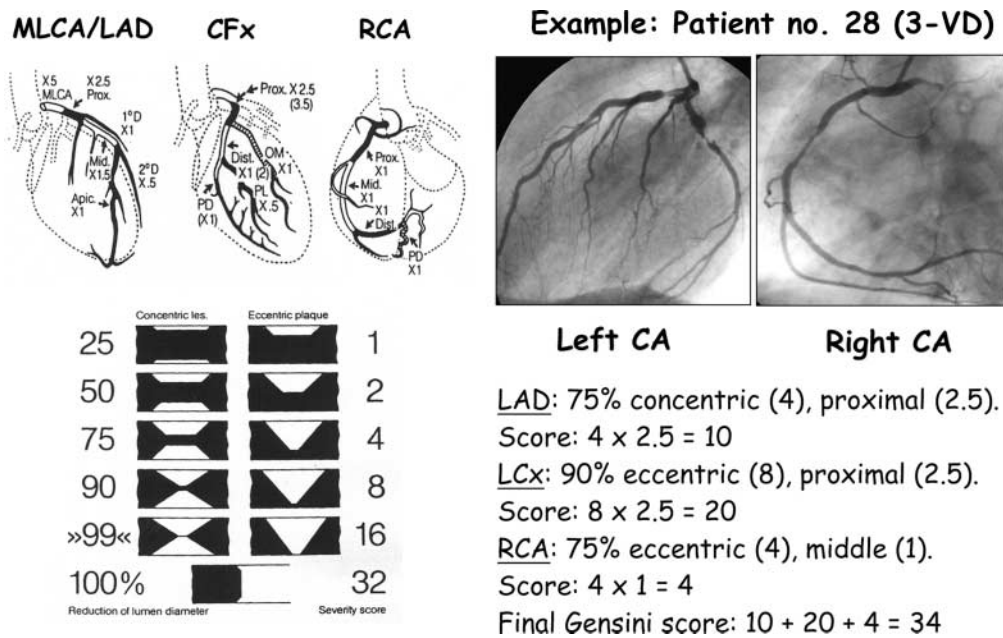 MLCA/LAD
CFx
RCA
X5
MLCA
X2.5
Prox.
1°D
X1
Mid.
X1.5
2°D
X.5
Apic.
X1
Prox. X2.5
(3.5)
Dist.
X1 (2)
OM
X1
PL
X.5
PD
(X1)
Prox.
X1
Mid.
X1
X1
Dist.
PD
X1
Concentric les.
Eccentric plaque
25
1
50
2
75
4
90
8
»99«
16
100%
32
Reduction of lumen diameter
Severity score
Example: Patient no. 28 (3-VD)
Left CA
Right CA
LAD: 75% concentric (4), proximal (2.5).
Score: 4 x 2.5 = 10
LCx: 90% eccentric (8), proximal (2.5).
Score: 8 x 2.5 = 20
RCA: 75% eccentric (4), middle (1).
Score: 4 x 1 = 4
Final Gensini score: 10 + 20 + 4 = 34